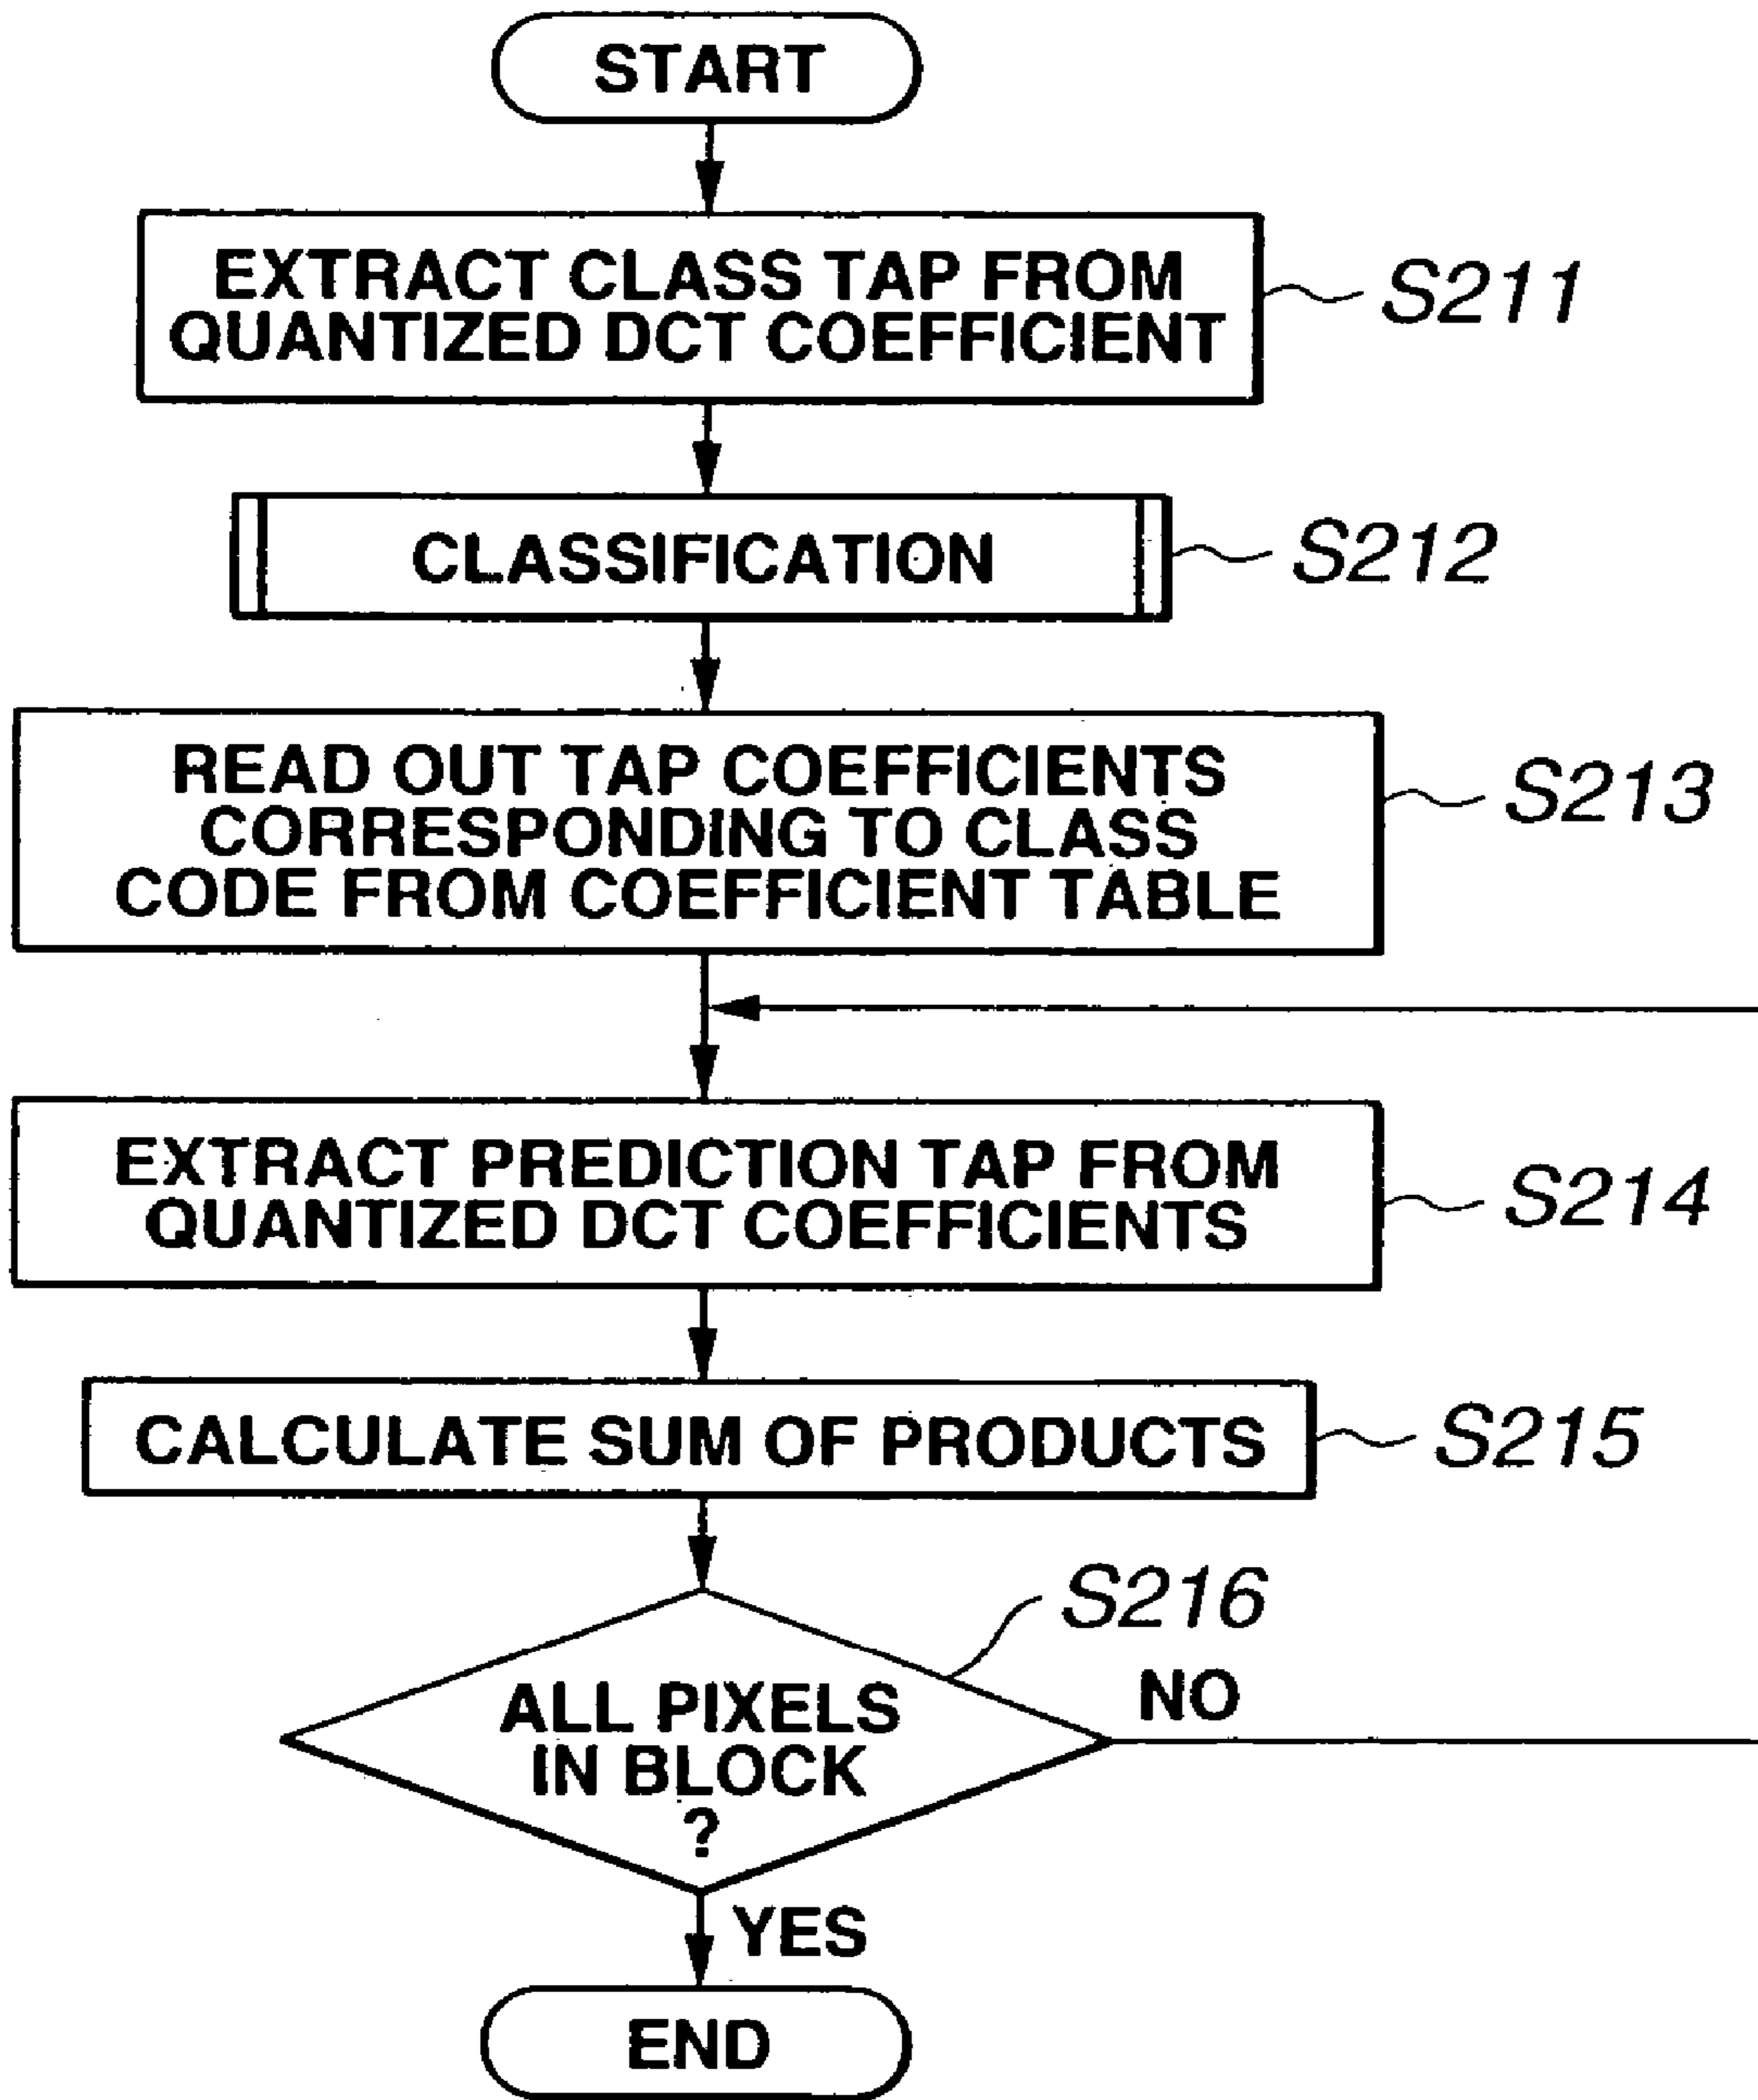 START
EXTRACT CLASS TAP FROM
QUANTIZED DCT COEFFICIENT
S211
CLASSIFICATION
S212
READ OUT TAP COEFFICIENTS
CORRESPONDING TO CLASS
CODE FROM COEFFICIENT TABLE
S213
EXTRACT PREDICTION TAP FROM
QUANTIZED DCT COEFFICIENTS
S214
CALCULATE SUM OF PRODUCTS
S215
S216
ALL PIXELS
IN BLOCK
?
NO
YES
END